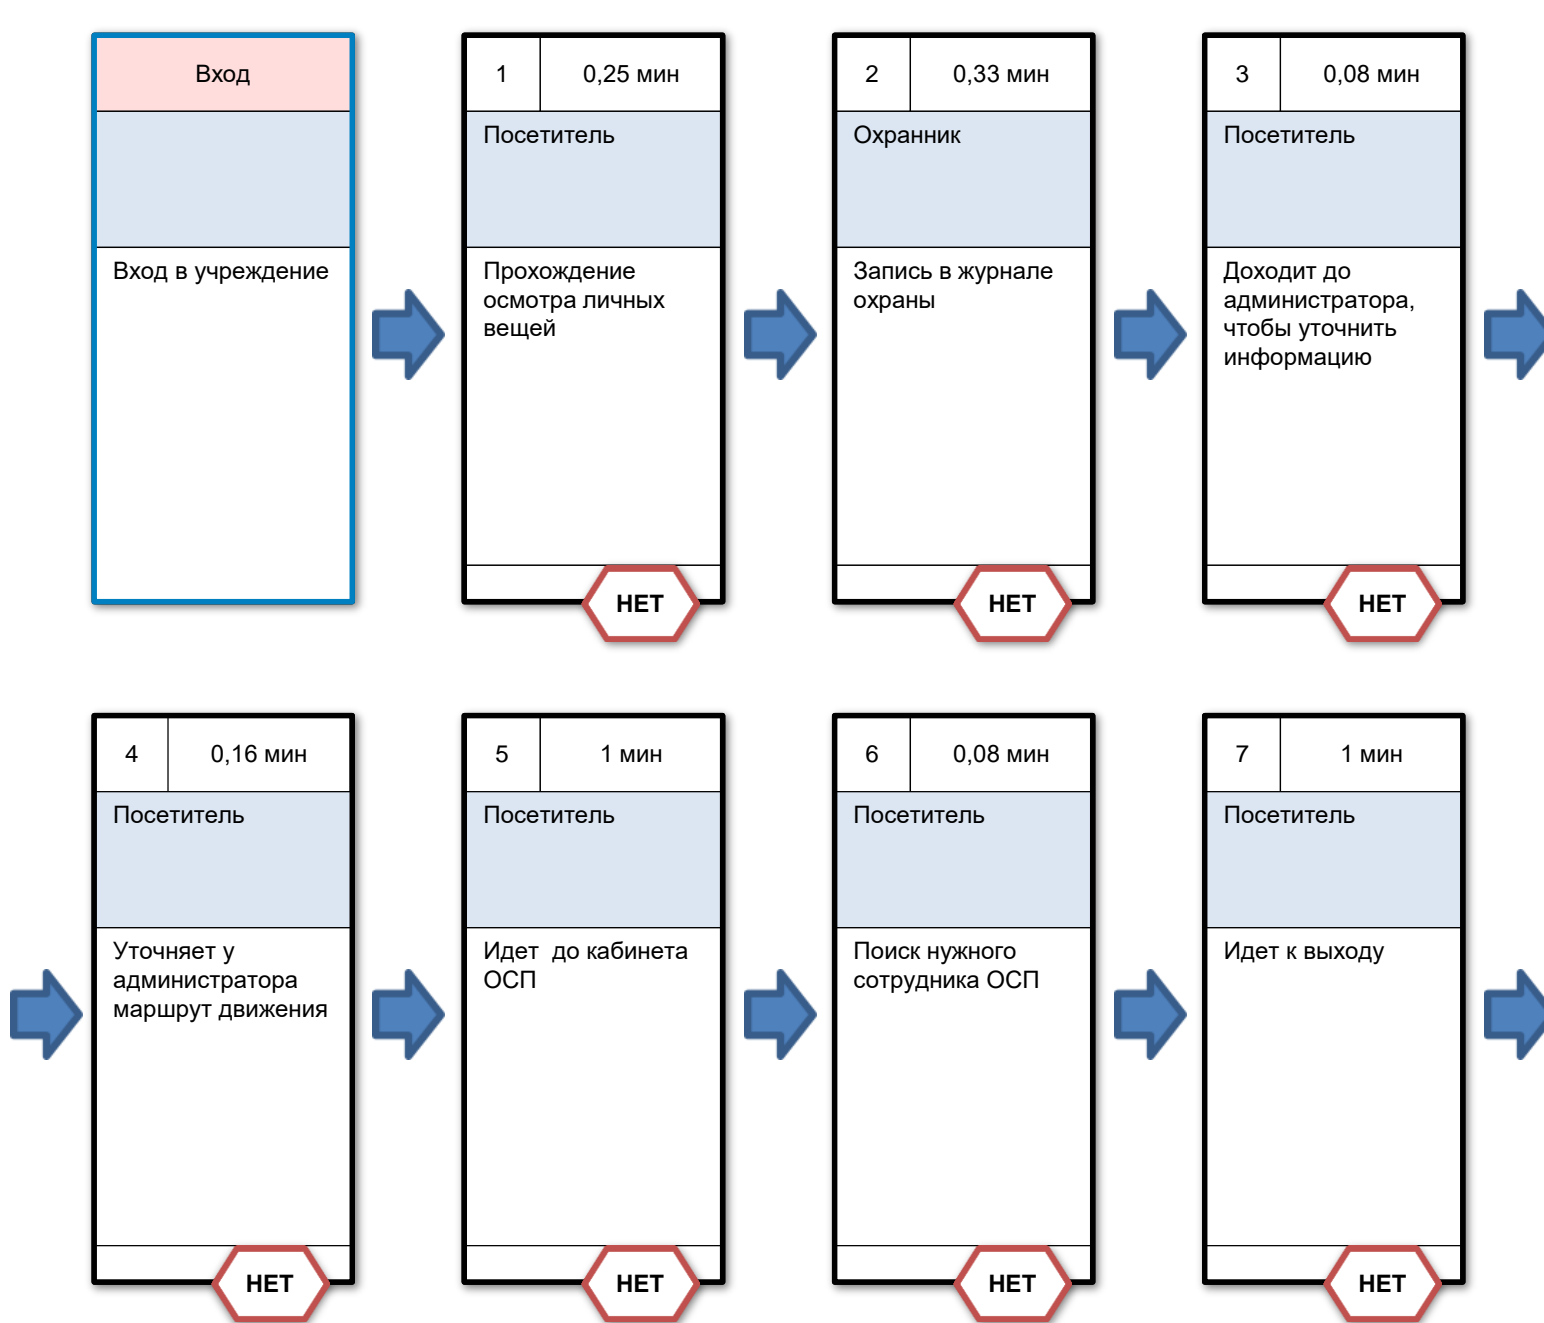 Вход
Вход в учреждение
1
0,25 мин
Посетитель
Прохождение
осмотра личных
вещей
НЕТ
2
0,33 мин
Охранник
Запись в журнале
охраны
НЕТ
3
0,08 мин
Посетитель
Доходит до
администратора,
чтобы уточнить
информацию
НЕТ
4
0,16 мин
Посетитель
Уточняет у
администратора
маршрут движения
НЕТ
5
1 мин
Посетитель
Идет  до кабинета
ОСП
НЕТ
6
0,08 мин
Посетитель
Поиск нужного
сотрудника ОСП
НЕТ
7
1 мин
Посетитель
Идет к выходу
НЕТ